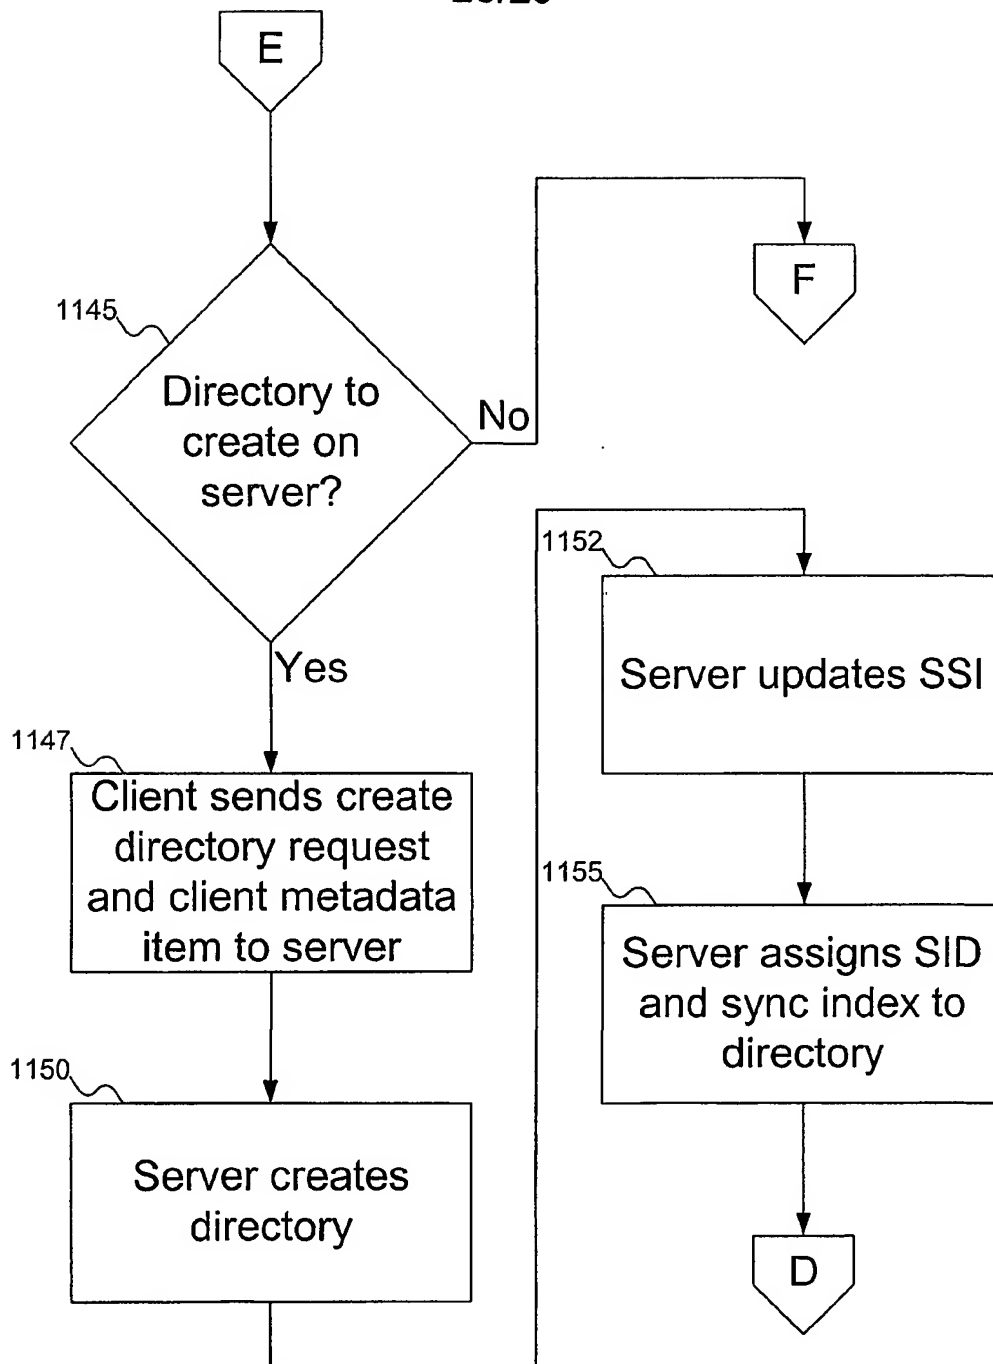 E
F
1145
Directory to
create on
server?
No
Yes
1147
Client sends create
directory request
and client metadata
item to server
1150
Server creates
directory
1152
Server updates SSI
1155
Server assigns SID
and sync index to
directory
D